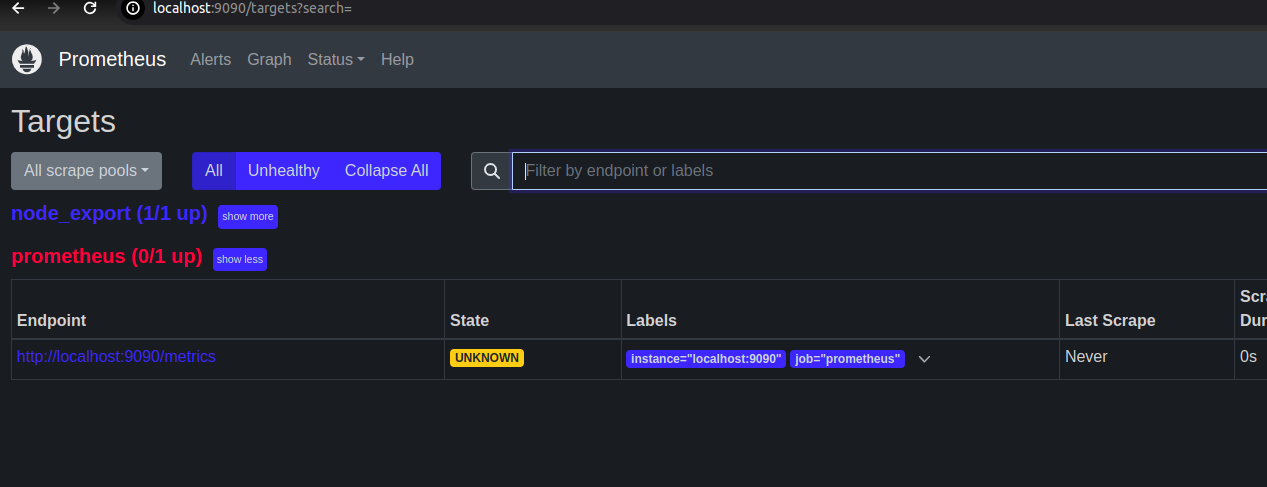 localhost:9090/targets?search=
Prometheus Alerts Graph Status Help
Targets
All scrape pools All Unhealthy Collapse All Filter by endpoint or labels
node_export (1/1 up) show more
prometheus (0/1 up) show less
Endpoint State Labels Last Scrape
http://localhost:9090/metrics UNKNOWN instance="localhost:9090" job="prometheus" Never 0s